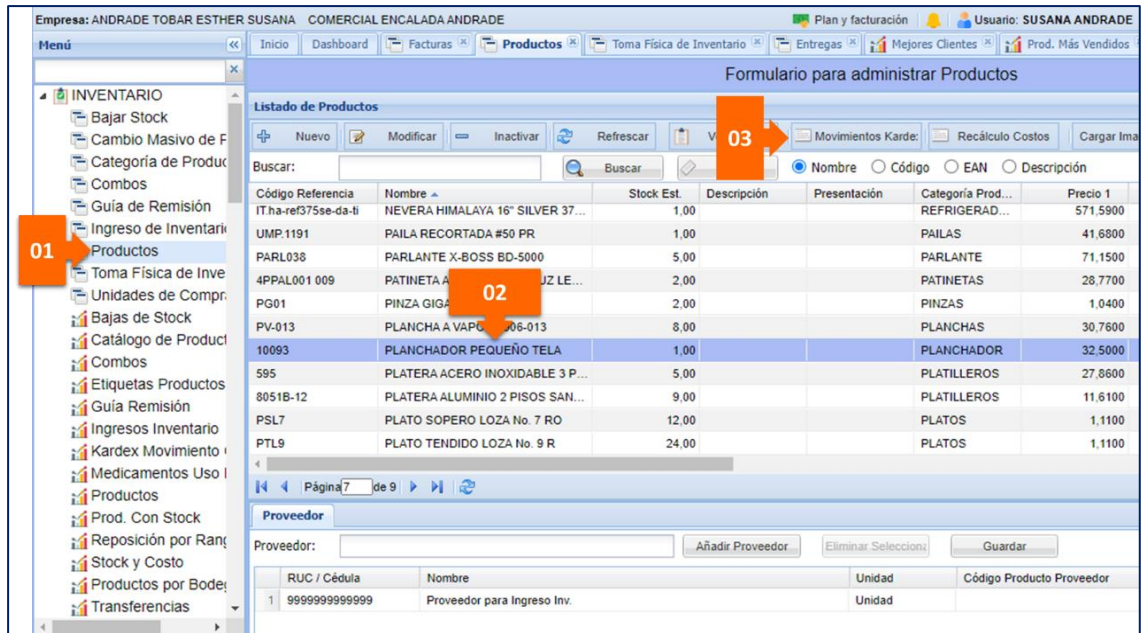 Empresa: ANDRADE TOBAR ESTHER SUSANA COMERCIAL ENCALADA ANDRADE Plan y facturación Usuario: SUSANA ANDRADE
Menú Inicio Dashboard Facturas Productos Toma Física de Inventario Entregas Mejores Clientes Prod. Más Vendidos
Formulario para administrar Productos
INVENTARIO
Bajar Stock
Cambio Masivo de F
Categoría de Produc
Combos
Guía de Remisión
Ingreso de Inventari
01
Productos
Toma Física de Inve
Unidades de Compr
Bajas de Stock
Catálogo de Product
Combos
Etiquetas Productos
Guía Remisión
Ingresos Inventario
Kardex Movimiento
Medicamentos Uso
Productos
Prod. Con Stock
Reposición por Rang
Stock y Costo
Productos por Bode
Transferencias
Listado de Productos
Nuevo Modificar Inactivar Refrescar 03 Movimientos Karde: Recálculo Costos Cargar Ima
Buscar: Buscar Nombre Código EAN Descripción
Código Referencia Nombre Stock Est. Descripción Presentación Categoría Prod... Precio 1
IT.ha-ref375se-da-ti NEVERA HIMALAYA 16" SILVER 37... 1,00 REFRIGERAD... 571,5900
UMP.1191 PAILA RECORTADA #50 PR 1,00 PAILAS 41,6800
PARL038 PARLANTE X-BOSS BD-5000 5,00 PARLANTE 71,1500
4PPAL001 009 PATINETA UZ LE... 2,00 PATINETAS 28,7700
02
PG01 PINZA GIGA 2,00 PINZAS 1,0400
PV-013 PLANCHA A VAPO 06-013 8,00 PLANCHAS 30,7600
10093 PLANCHADOR PEQUEÑO TELA 1,00 PLANCHADOR 32,5000
595 PLATERA ACERO INOXIDABLE 3 P... 5,00 PLATILLEROS 27,8600
8051B-12 PLATERA ALUMINIO 2 PISOS SAN... 9,00 PLATILLEROS 11,6100
PSL7 PLATO SOPERO LOZA No. 7 RO 12,00 PLATOS 1,1100
PTL9 PLATO TENDIDO LOZA No. 9 R 24,00 PLATOS 1,1100
Página 7 de 9
Proveedor
Proveedor: Añadir Proveedor Eliminar Selecciona Guardar
RUC / Cédula Nombre Unidad Código Producto Proveedor
1 9999999999999 Proveedor para Ingreso Inv. Unidad